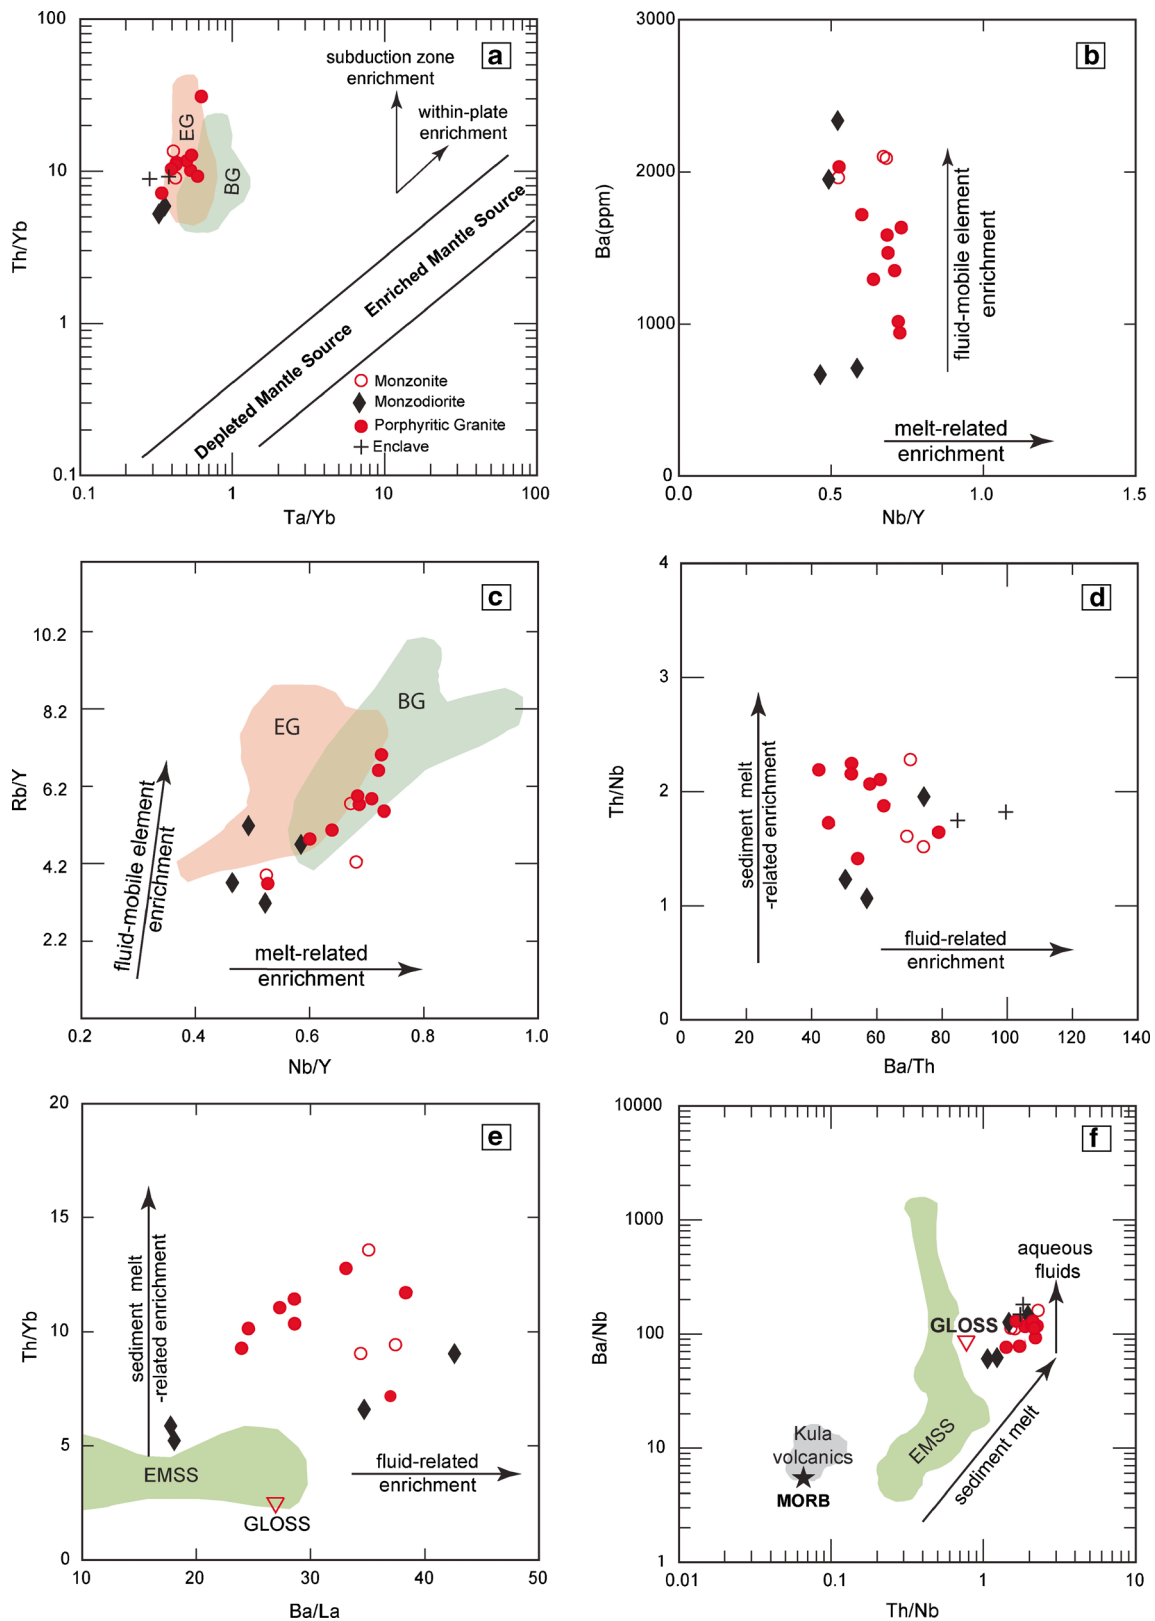 a
100
10
1
0.1
Th/Yb
0.1
1
10
100
Ta/Yb
subduction zone
enrichment
within-plate
enrichment
EG
BG
Depleted Mantle Source
Enriched Mantle Source
Monzonite
Monzodiorite
Porphyritic Granite
Enclave
b
3000
2000
1000
0
Ba(ppm)
0.0
0.5
1.0
1.5
Nb/Y
fluid-mobile element
enrichment
melt-related
enrichment
c
10.2
8.2
6.2
4.2
2.2
Rb/Y
0.2
0.4
0.6
0.8
1.0
Nb/Y
EG
BG
fluid-mobile element
enrichment
melt-related
enrichment
d
4
3
2
1
0
Th/Nb
0
20
40
60
80
100
120
140
Ba/Th
sediment melt
-related enrichment
fluid-related
enrichment
e
20
15
10
5
0
Th/Yb
10
20
30
40
50
Ba/La
sediment melt
-related enrichment
fluid-related
enrichment
EMSS
GLOSS
f
10000
1000
100
10
1
Ba/Nb
0.01
0.1
1
10
Th/Nb
aqueous
fluids
GLOSS
EMSS
sediment melt
Kula
volcanics
MORB